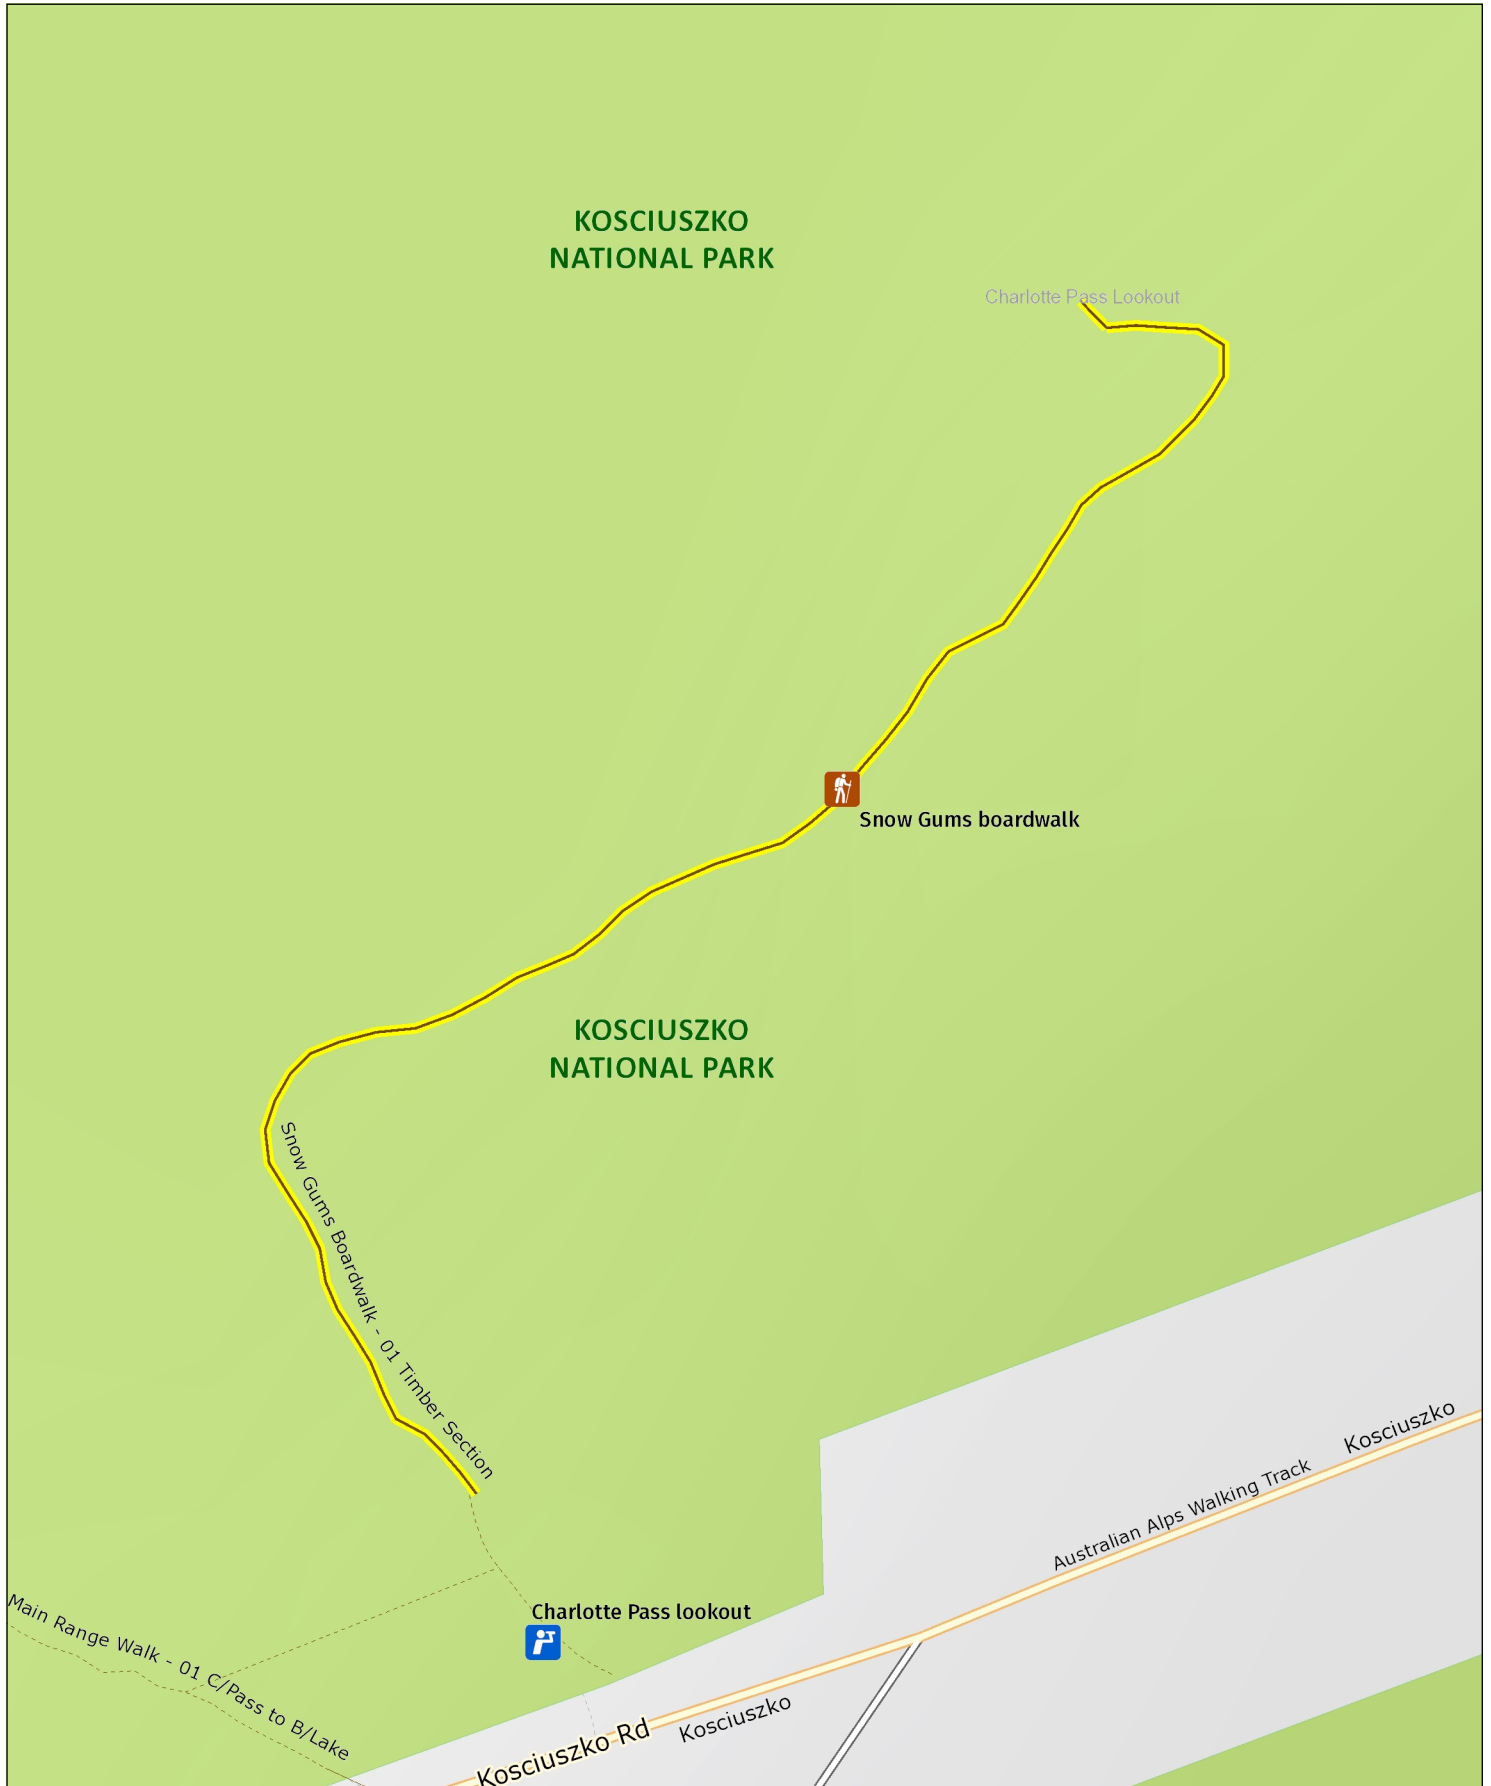 KOSCIUSZKO
NATIONAL PARK
Charlotte Pass Lookout
Snow Gums boardwalk
KOSCIUSZKO
NATIONAL PARK
Snow Gums Boardwalk - 01 Timber Section
Kosciuszko
Australian Alps Walking Track
Charlotte Pass lookout
Main Range Walk - 01 C/Pass to B/Lake
Kosciuszko
Kosciuszko Rd